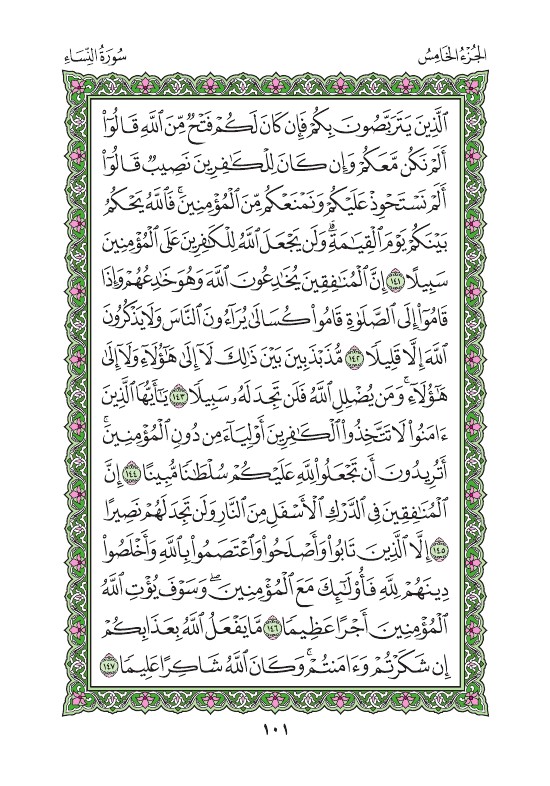 الجُزْءُ الخَامِسُ
سُورَةُ النِّسَاءِ
ٱلَّذِينَ يَتَرَبَّصُونَ بِكُمْ فَإِن كَانَ لَكُمْ فَتْحٌ مِّنَ ٱللَّهِ قَالُوٓا۟
أَلَمْ نَكُن مَّعَكُمْ وَإِن كَانَ لِلْكَٰفِرِينَ نَصِيبٌ قَالُوٓا۟
أَلَمْ نَسْتَحْوِذْ عَلَيْكُمْ وَنَمْنَعْكُم مِّنَ ٱلْمُؤْمِنِينَ ۚ فَٱللَّهُ يَحْكُمُ
بَيْنَكُمْ يَوْمَ ٱلْقِيَٰمَةِ ۗ وَلَن يَجْعَلَ ٱللَّهُ لِلْكَٰفِرِينَ عَلَى ٱلْمُؤْمِنِينَ
سَبِيلًا ١٤١ إِنَّ ٱلْمُنَٰفِقِينَ يُخَٰدِعُونَ ٱللَّهَ وَهُوَ خَٰدِعُهُمْ وَإِذَا
قَامُوٓا۟ إِلَى ٱلصَّلَوٰةِ قَامُوا۟ كُسَالَىٰ يُرَآءُونَ ٱلنَّاسَ وَلَا يَذْكُرُونَ
ٱللَّهَ إِلَّا قَلِيلًا ١٤٢ مُّذَبْذَبِينَ بَيْنَ ذَٰلِكَ لَآ إِلَىٰ هَٰٓؤُلَآءِ وَلَآ إِلَىٰ
هَٰٓؤُلَآءِ ۚ وَمَن يُضْلِلِ ٱللَّهُ فَلَن تَجِدَ لَهُۥ سَبِيلًا ١٤٣ يَٰٓأَيُّهَا ٱلَّذِينَ
ءَامَنُوا۟ لَا تَتَّخِذُوا۟ ٱلْكَٰفِرِينَ أَوْلِيَآءَ مِن دُونِ ٱلْمُؤْمِنِينَ ۚ
أَتُرِيدُونَ أَن تَجْعَلُوا۟ لِلَّهِ عَلَيْكُمْ سُلْطَٰنًا مُّبِينًا ١٤٤ إِنَّ
ٱلْمُنَٰفِقِينَ فِى ٱلدَّرْكِ ٱلْأَسْفَلِ مِنَ ٱلنَّارِ وَلَن تَجِدَ لَهُمْ نَصِيرًا
١٤٥ إِلَّا ٱلَّذِينَ تَابُوا۟ وَأَصْلَحُوا۟ وَٱعْتَصَمُوا۟ بِٱللَّهِ وَأَخْلَصُوا۟
دِينَهُمْ لِلَّهِ فَأُو۟لَٰٓئِكَ مَعَ ٱلْمُؤْمِنِينَ ۖ وَسَوْفَ يُؤْتِ ٱللَّهُ
ٱلْمُؤْمِنِينَ أَجْرًا عَظِيمًا ١٤٦ مَّا يَفْعَلُ ٱللَّهُ بِعَذَابِكُمْ
إِن شَكَرْتُمْ وَءَامَنتُمْ ۚ وَكَانَ ٱللَّهُ شَاكِرًا عَلِيمًا ١٤٧
١٠١